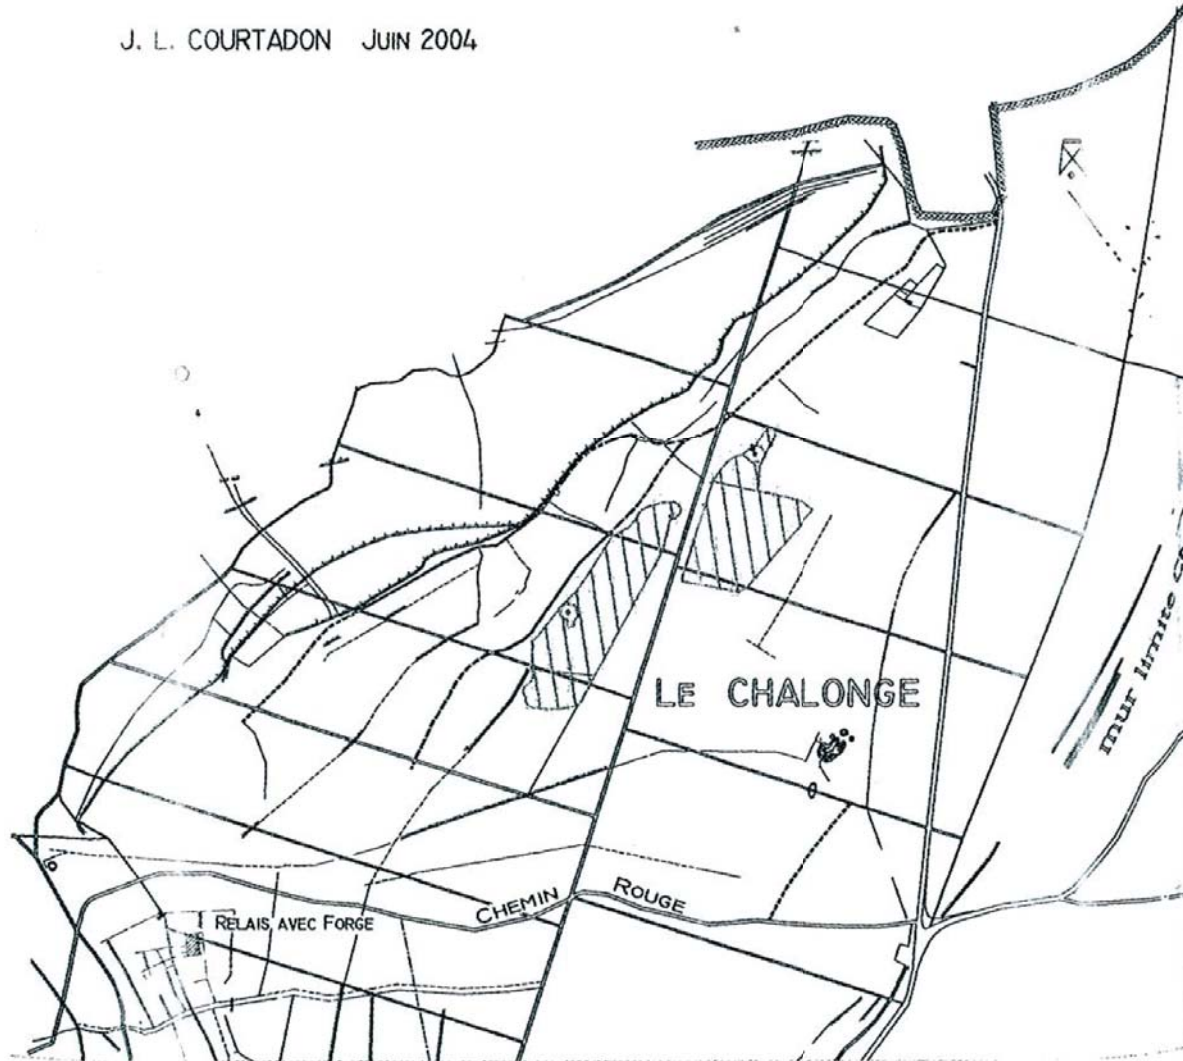 J. L. COURTADON JUIN 2004
LE CHALONGE
mur limite
CHEMIN ROUGE
RELAIS AVEC FORGE